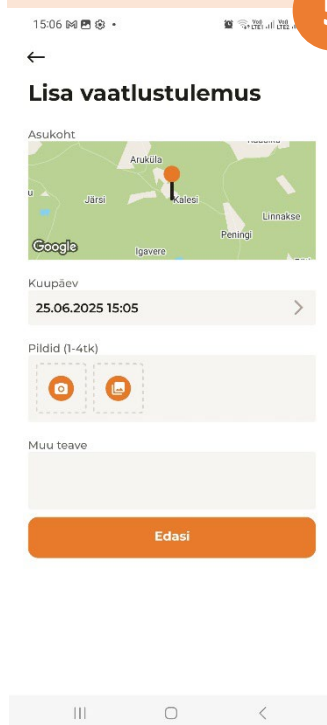 15:06
Lisa vaatlustulemus
Asukoht
Aruküla
Järsi
Kalesi
Linnakse
Peningi
Google
Igavere
Kuupäev
25.06.2025 15:05
Pildid (1-4tk)
Muu teave
Edasi